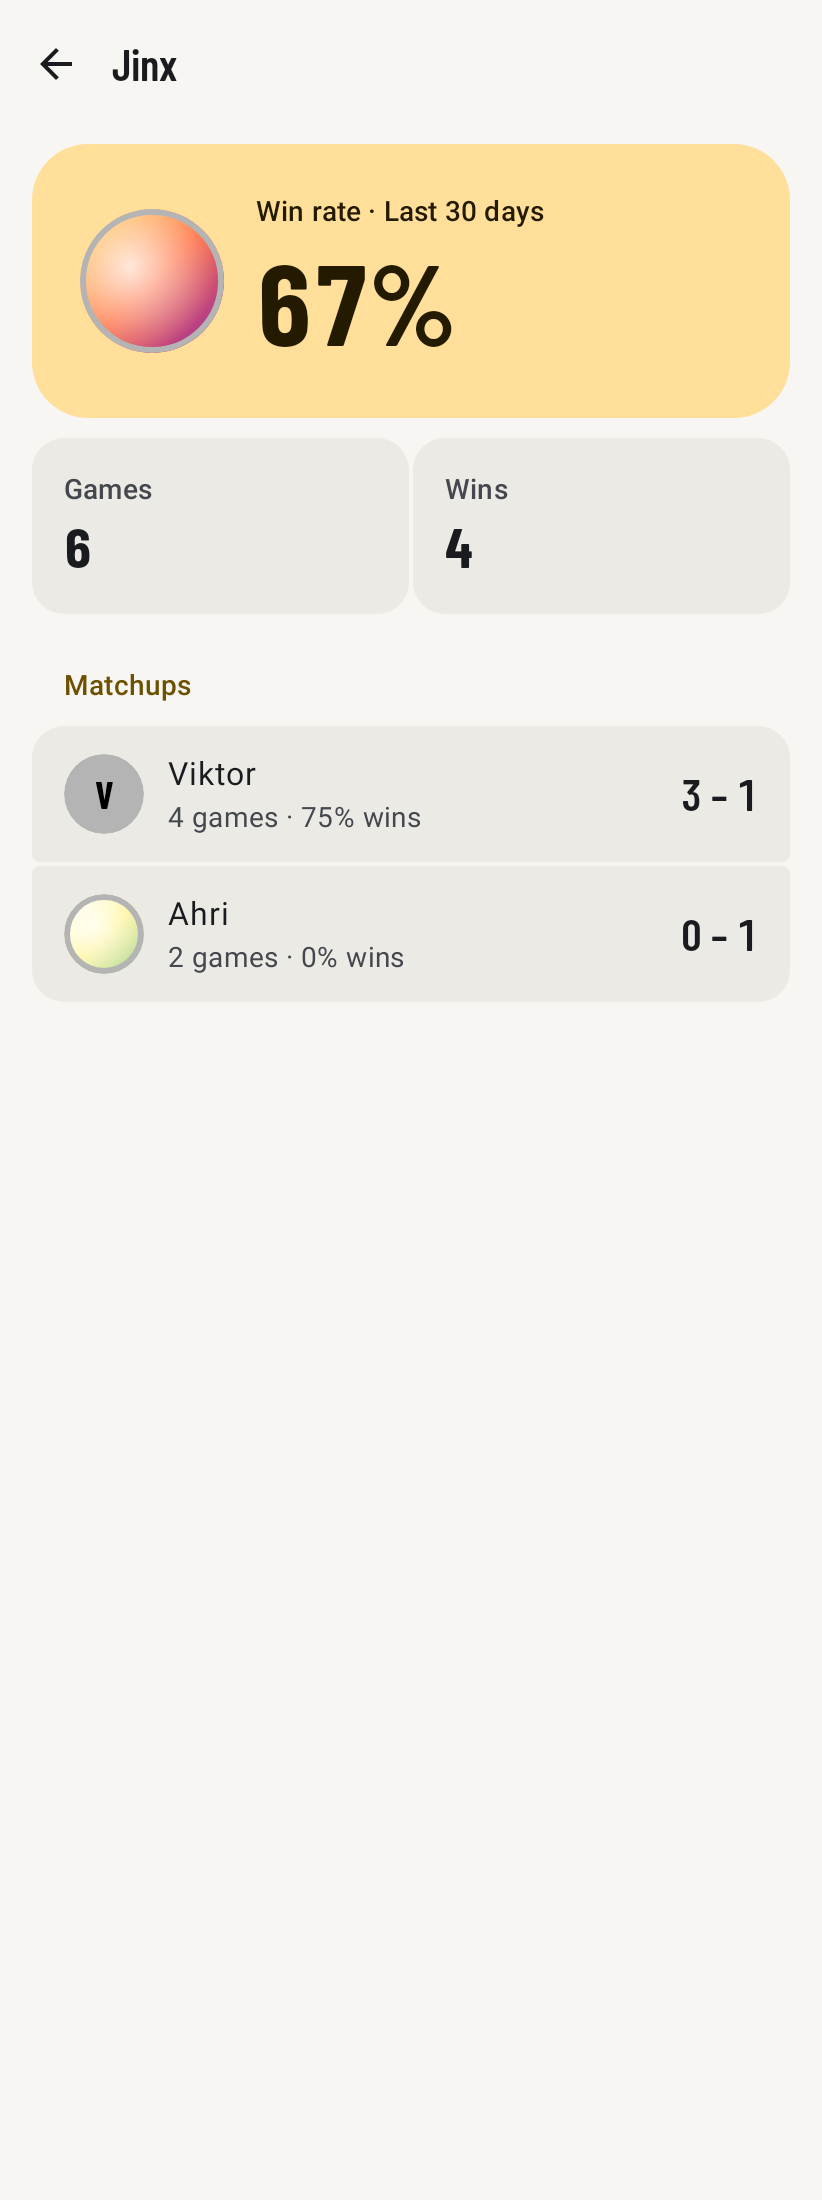 Jinx
Win rate · Last 30 days
67%
Games
6
Wins
4
Matchups
V
Viktor
4 games · 75% wins
3 – 1
Ahri
2 games · 0% wins
0 – 1